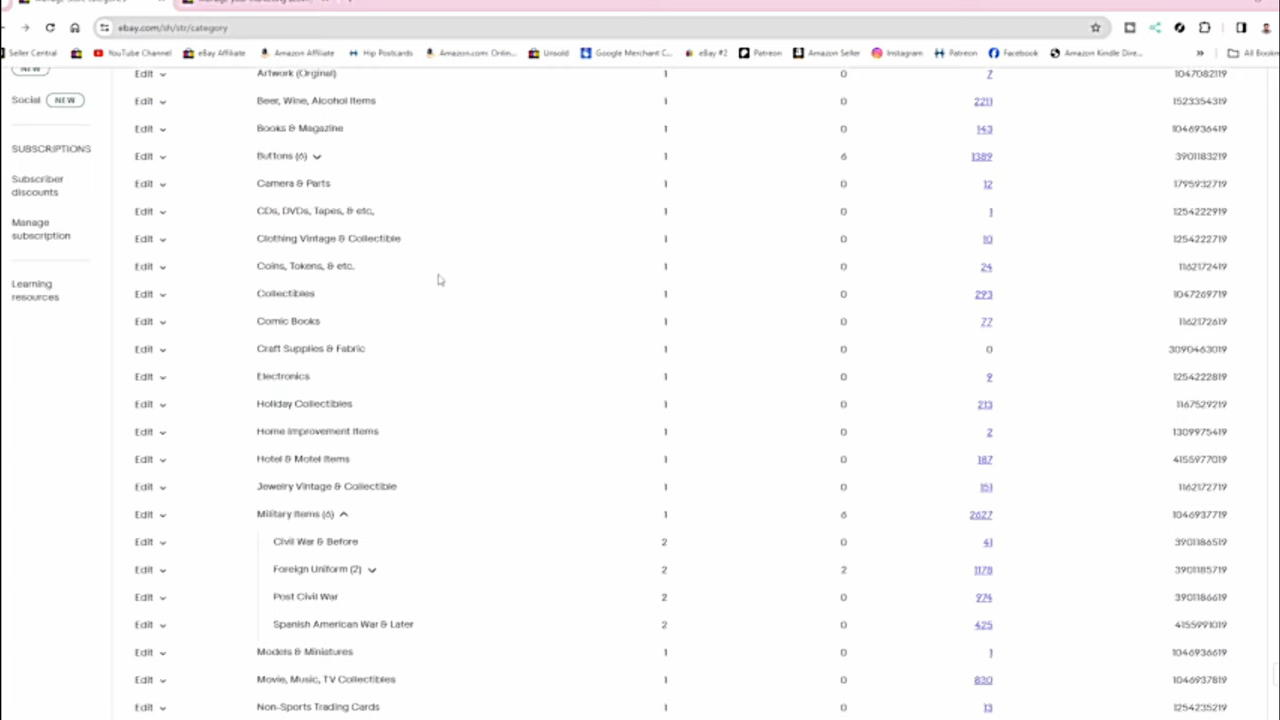 ebay.com/sh/str/category
Seller Central YouTube Channel eBay Affiliate Amazon Affiliate Hip Postcards Amazon.com: Onlin... Unsold Google Merchant C... eBay #2 Patreon Amazon Seller Instagram Patreon Facebook Amazon Kindle Dire... » All Book
NEW
Social NEW
SUBSCRIPTIONS
Subscriber
discounts
Manage
subscription
Learning
resources
Edit Artwork (Orginal) 1 0 7 1047082119
Edit Beer, Wine, Alcohol Items 1 0 2211 1523354319
Edit Books & Magazine 1 0 143 1046936419
Edit Buttons (6) 1 6 1389 3901183219
Edit Camera & Parts 1 0 12 1795932719
Edit CDs, DVDs, Tapes, & etc, 1 0 1 1254222919
Edit Clothing Vintage & Collectible 1 0 10 1254222719
Edit Coins, Tokens, & etc. 1 0 24 1162172419
Edit Collectibles 1 0 293 1047269719
Edit Comic Books 1 0 77 1162172619
Edit Craft Supplies & Fabric 1 0 0 3090463019
Edit Electronics 1 0 9 1254222819
Edit Holiday Collectibles 1 0 213 1167529219
Edit Home Improvement Items 1 0 2 1309975419
Edit Hotel & Motel Items 1 0 187 4155977019
Edit Jewelry Vintage & Collectible 1 0 151 1162172719
Edit Military Items (6) 1 6 2627 1046937719
Edit Civil War & Before 2 0 41 3901186519
Edit Foreign Uniform (2) 2 2 1178 3901185719
Edit Post Civil War 2 0 974 3901186619
Edit Spanish American War & Later 2 0 425 4155991019
Edit Models & Miniatures 1 0 1 1046936619
Edit Movie, Music, TV Collectibles 1 0 830 1046937819
Edit Non-Sports Trading Cards 1 0 13 1254235219